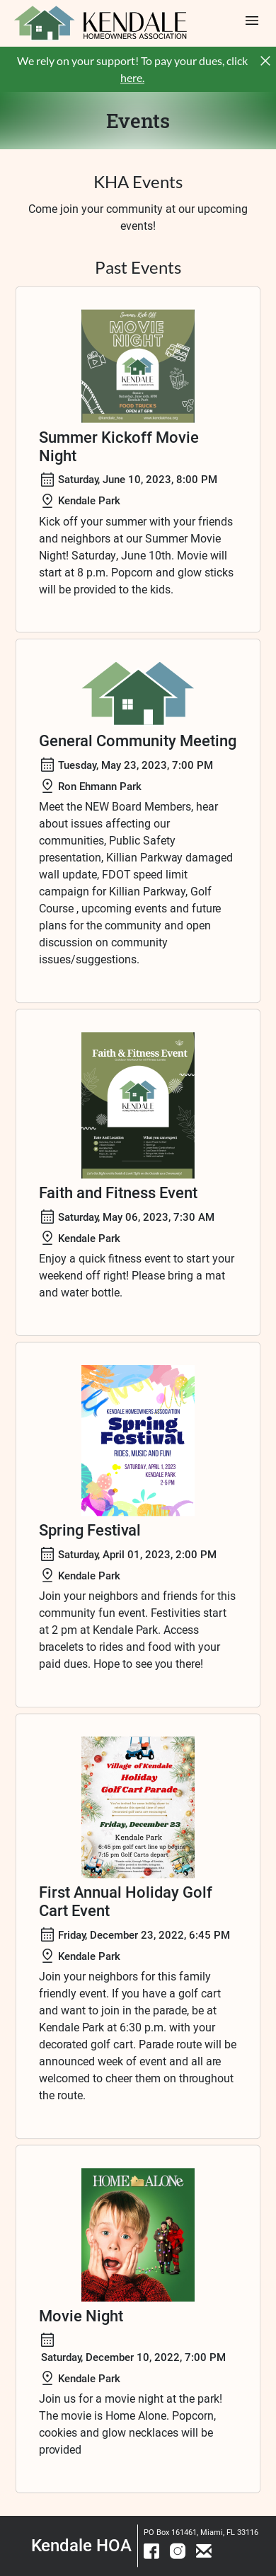 KENDALE
HOMEOWNERS ASSOCIATION
We rely on your support! To pay your dues, click
here.
Events
KHA Events
Come join your community at our upcoming
events!
Past Events
Summer Kick Off
MOVIE
NIGHT
KENDALE
FOOD TRUCKS
OPEN AT 6PM
Summer Kickoff Movie
Night
Saturday, June 10, 2023, 8:00 PM
Kendale Park
Kick off your summer with your friends
and neighbors at our Summer Movie
Night! Saturday, June 10th. Movie will
start at 8 p.m. Popcorn and glow sticks
will be provided to the kids.
General Community Meeting
Tuesday, May 23, 2023, 7:00 PM
Ron Ehmann Park
Meet the NEW Board Members, hear
about issues affecting our
communities, Public Safety
presentation, Killian Parkway damaged
wall update, FDOT speed limit
campaign for Killian Parkway, Golf
Course , upcoming events and future
plans for the community and open
discussion on community
issues/suggestions.
Faith & Fitness Event
KENDALE
Faith and Fitness Event
Saturday, May 06, 2023, 7:30 AM
Kendale Park
Enjoy a quick fitness event to start your
weekend off right! Please bring a mat
and water bottle.
KENDALE HOMEOWNERS ASSOCIATION
Spring
Festival
RIDES, MUSIC AND FUN!
SATURDAY, APRIL 1, 2023
KENDALE PARK
2-5 PM
Spring Festival
Saturday, April 01, 2023, 2:00 PM
Kendale Park
Join your neighbors and friends for this
community fun event. Festivities start
at 2 pm at Kendale Park. Access
bracelets to rides and food with your
paid dues. Hope to see you there!
Village of Kendale
Holiday
Golf Cart Parade
Friday, December 23
Kendale Park
6:45 pm golf cart line up begins
7:15 pm Golf Carts depart
First Annual Holiday Golf
Cart Event
Friday, December 23, 2022, 6:45 PM
Kendale Park
Join your neighbors for this family
friendly event. If you have a golf cart
and want to join in the parade, be at
Kendale Park at 6:30 p.m. with your
decorated golf cart. Parade route will be
announced week of event and all are
welcomed to cheer them on throughout
the route.
HOME ALONe
Movie Night
Saturday, December 10, 2022, 7:00 PM
Kendale Park
Join us for a movie night at the park!
The movie is Home Alone. Popcorn,
cookies and glow necklaces will be
provided
Kendale HOA
PO Box 161461, Miami, FL 33116